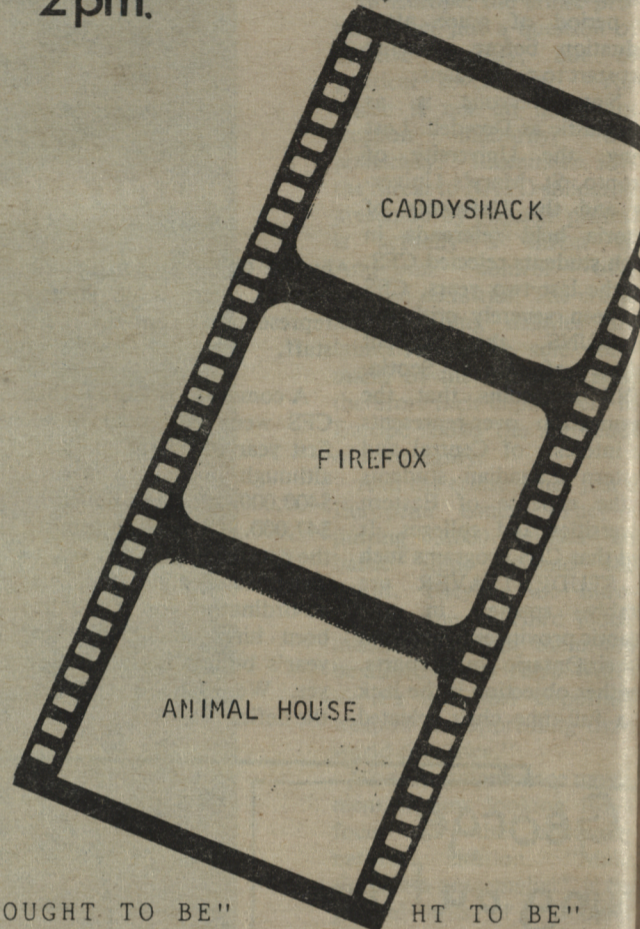 2pm.
CADDYSHACK
FIREFOX
ANIMAL HOUSE
OUGHT TO BE" HT TO BE"